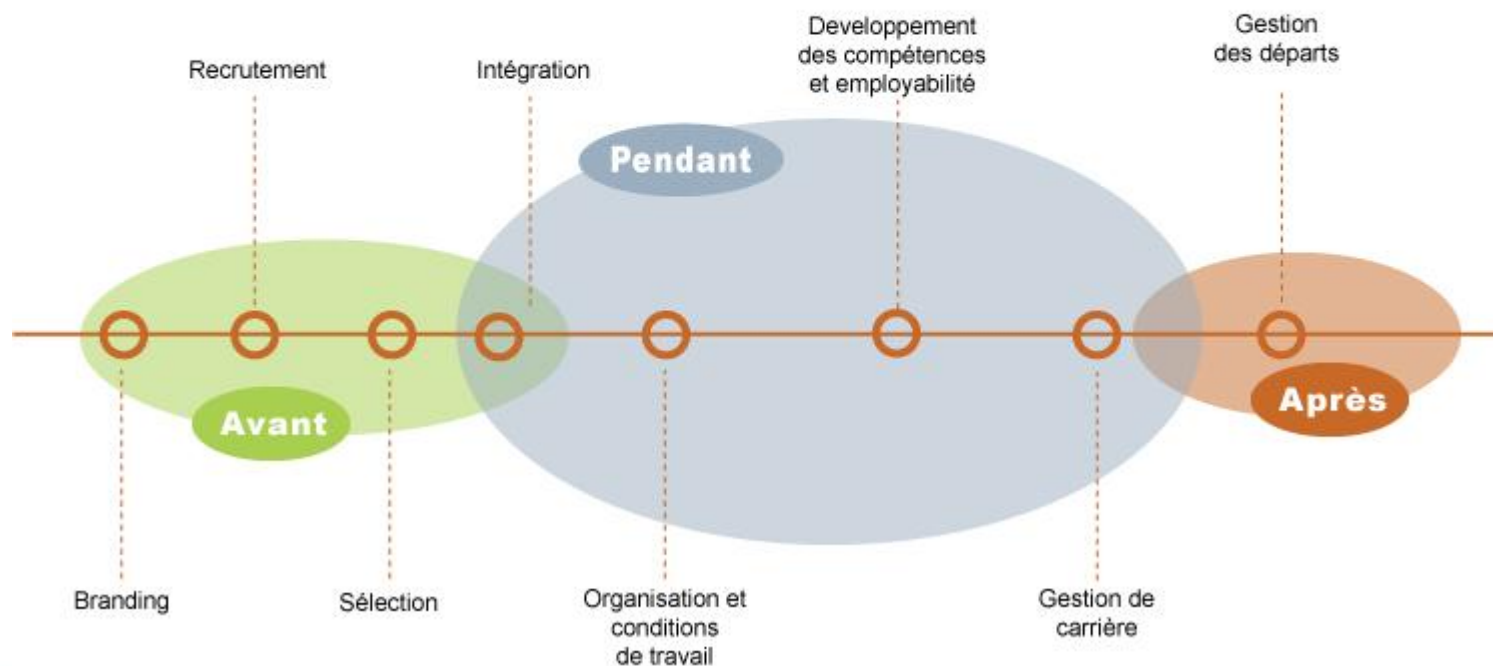 Recrutement
Intégration
Developpement
des compétences
et employabilité
Gestion
des départs
Pendant
Avant
Après
Branding
Sélection
Organisation et
conditions
de travail
Gestion de
carrière